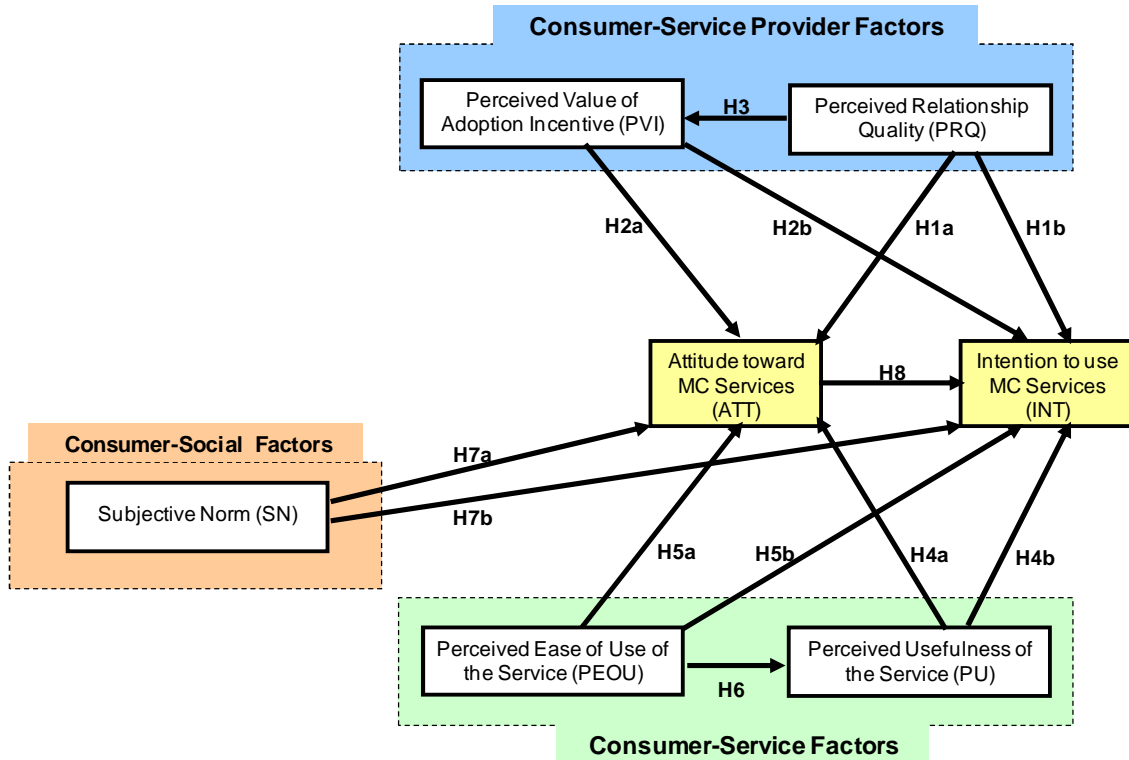 Consumer-Service Provider Factors
Perceived Value of
Adoption Incentive (PVI)
H3
Perceived Relationship
Quality (PRQ)
H2a
H2b
H1a
H1b
Attitude toward
MC Services
(ATT)
H8
Intention to use
MC Services
(INT)
Consumer-Social Factors
Subjective Norm (SN)
H7a
H7b
H5a
H5b
H4a
H4b
Perceived Ease of Use of
the Service (PEOU)
H6
Perceived Usefulness of
the Service (PU)
Consumer-Service Factors